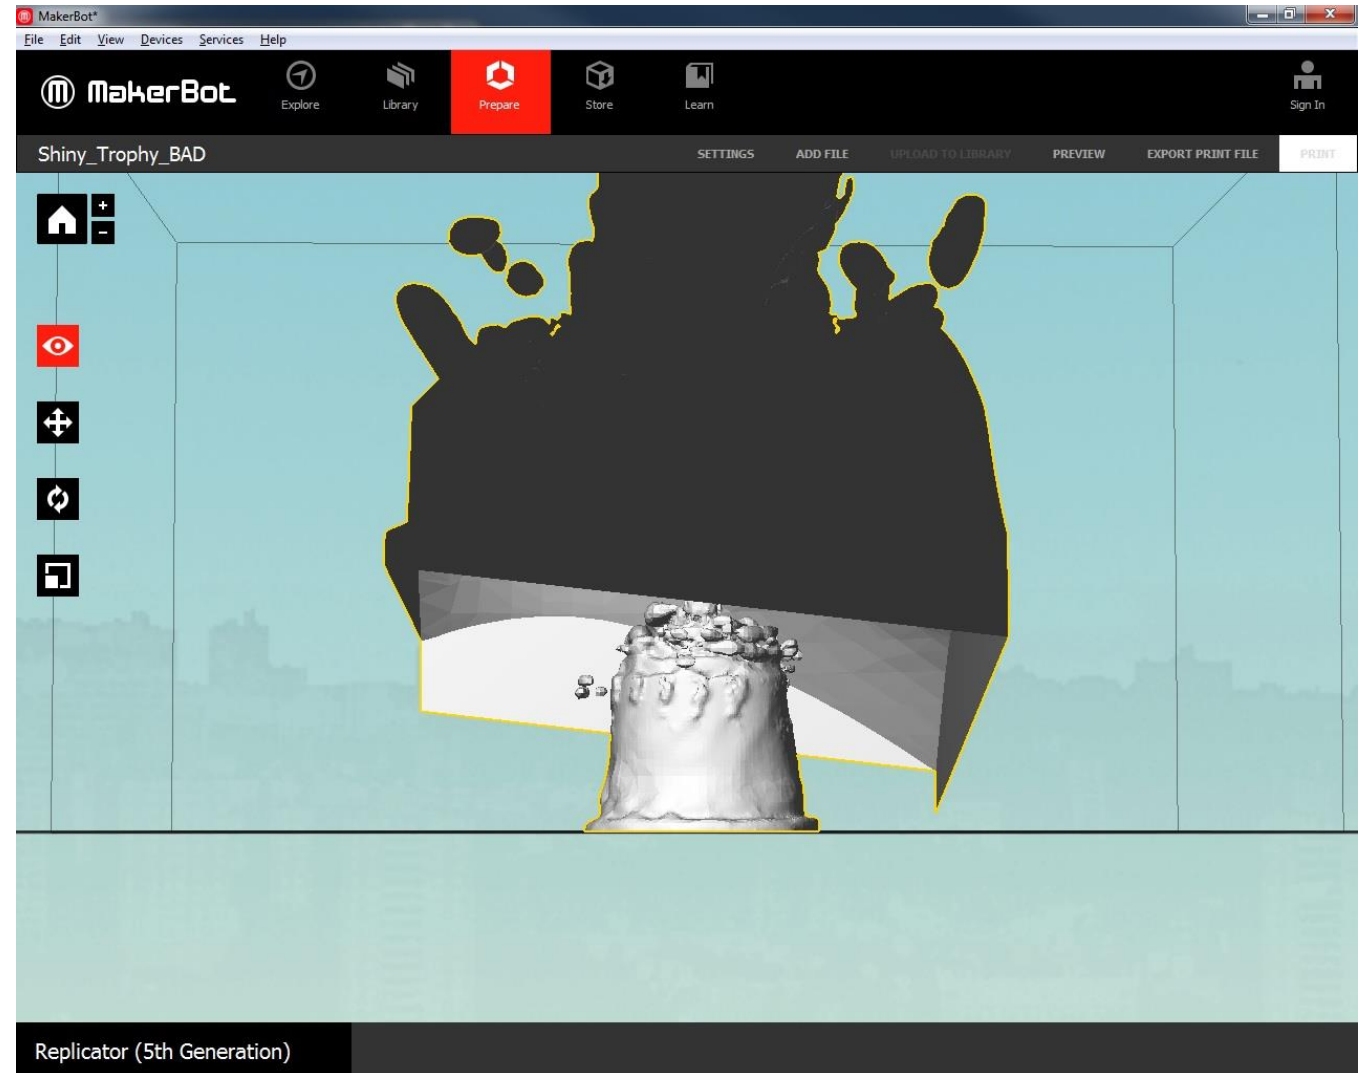 MakerBot*
File Edit View Devices Services Help
MakerBot
Explore Library Prepare Store Learn Sign In
Shiny_Trophy_BAD SETTINGS ADD FILE UPLOAD TO LIBRARY PREVIEW EXPORT PRINT FILE PRINT
+
-
Replicator (5th Generation)